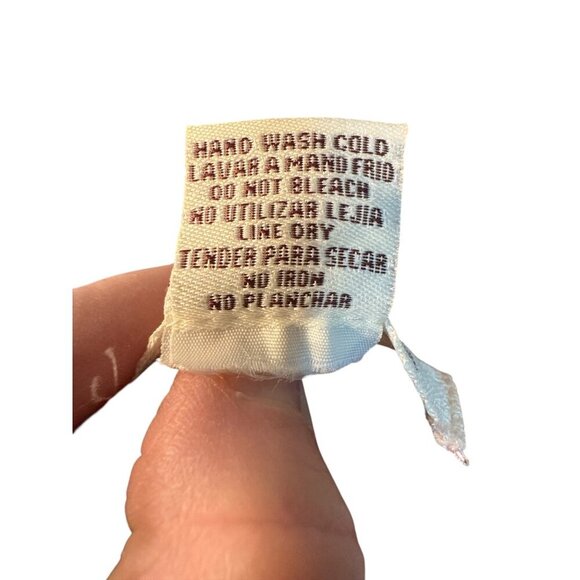 HAND WASH COLD
LAVAR A MANO FRIO
DO NOT BLEACH
NO UTILIZAR LEJIA
LINE DRY
TENDER PARA SECAR
NO IRON
NO PLANCHAR